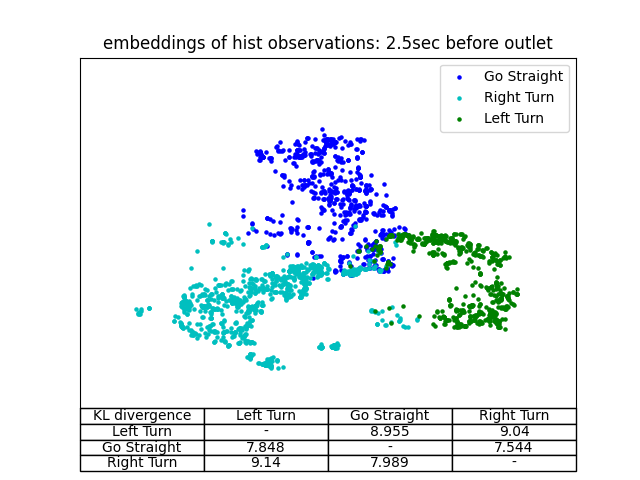 embeddings of hist observations: 2.5sec before outlet
Go Straight
Right Turn
Left Turn
KL divergence Left Turn Go Straight Right Turn
Left Turn - 8.955 9.04
Go Straight 7.848 - 7.544
Right Turn 9.14 7.989 -